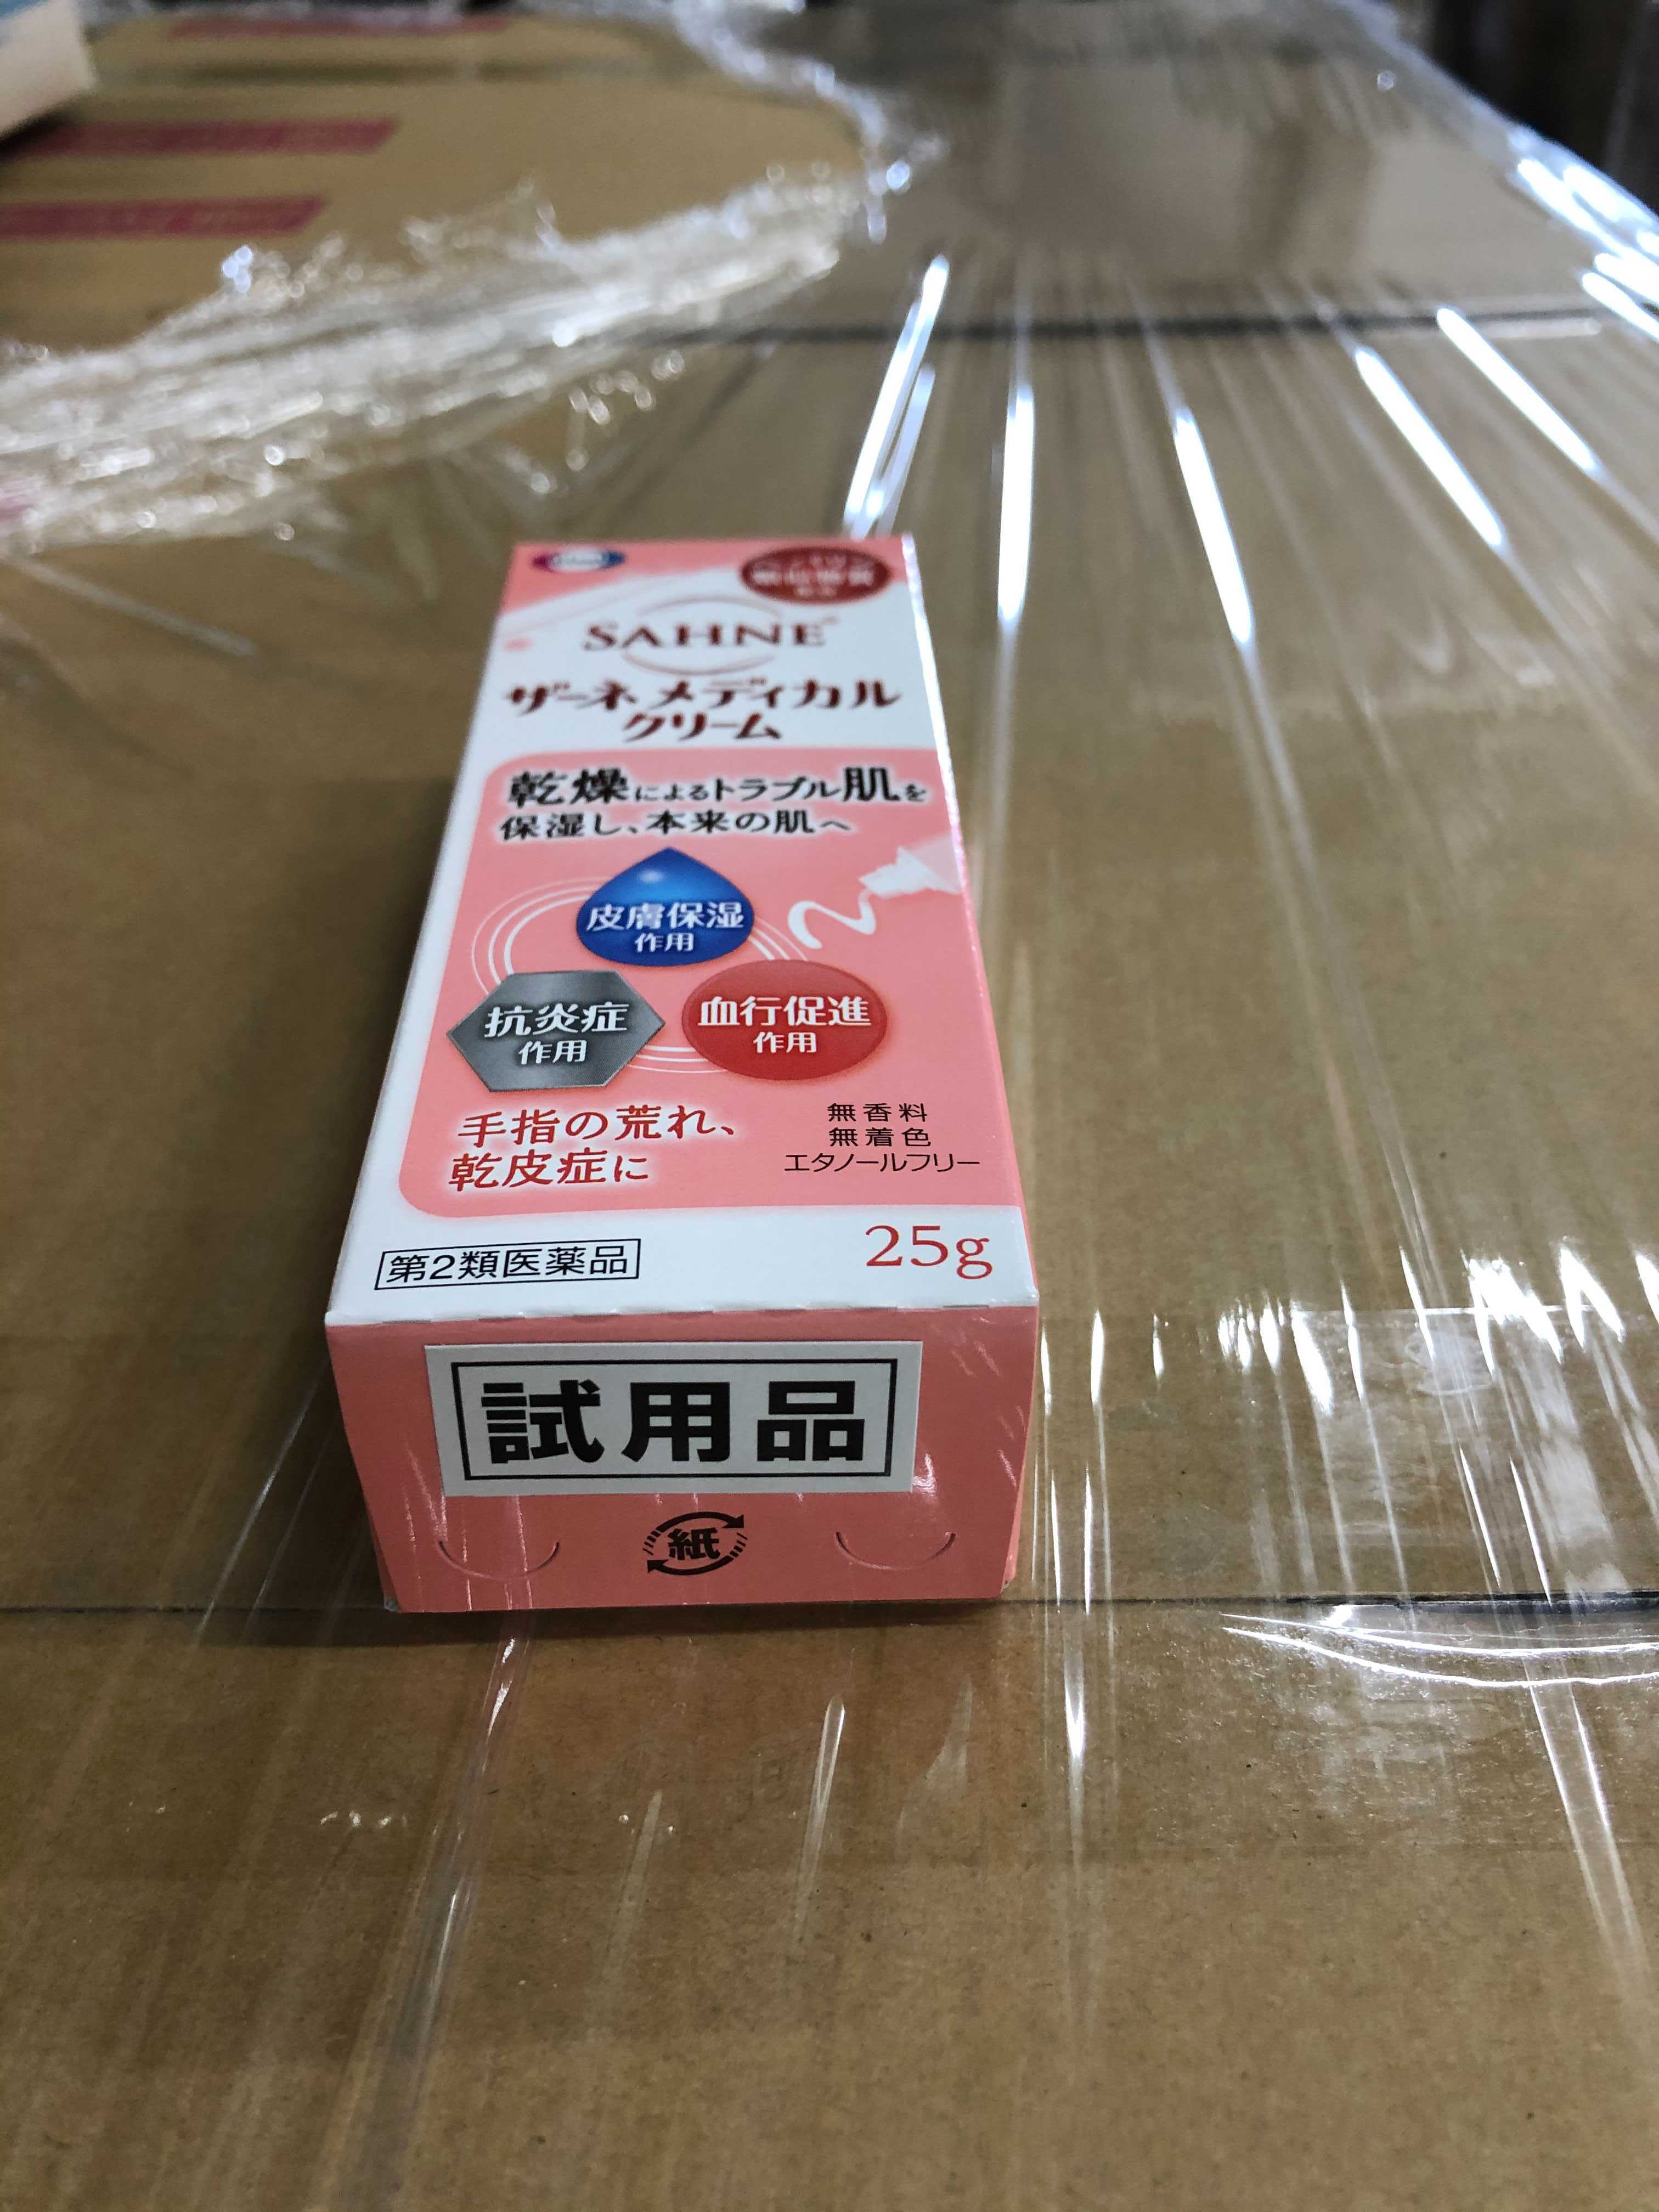 SAHNE
ザーネ メディカル
クリーム
乾燥によるトラブル肌を
保湿し、本来の肌へ
皮膚保湿
作用
抗炎症
作用
血行促進
作用
手指の荒れ、
乾皮症に
無香料
無着色
エタノールフリー
第2類医薬品
25g
試用品
紙